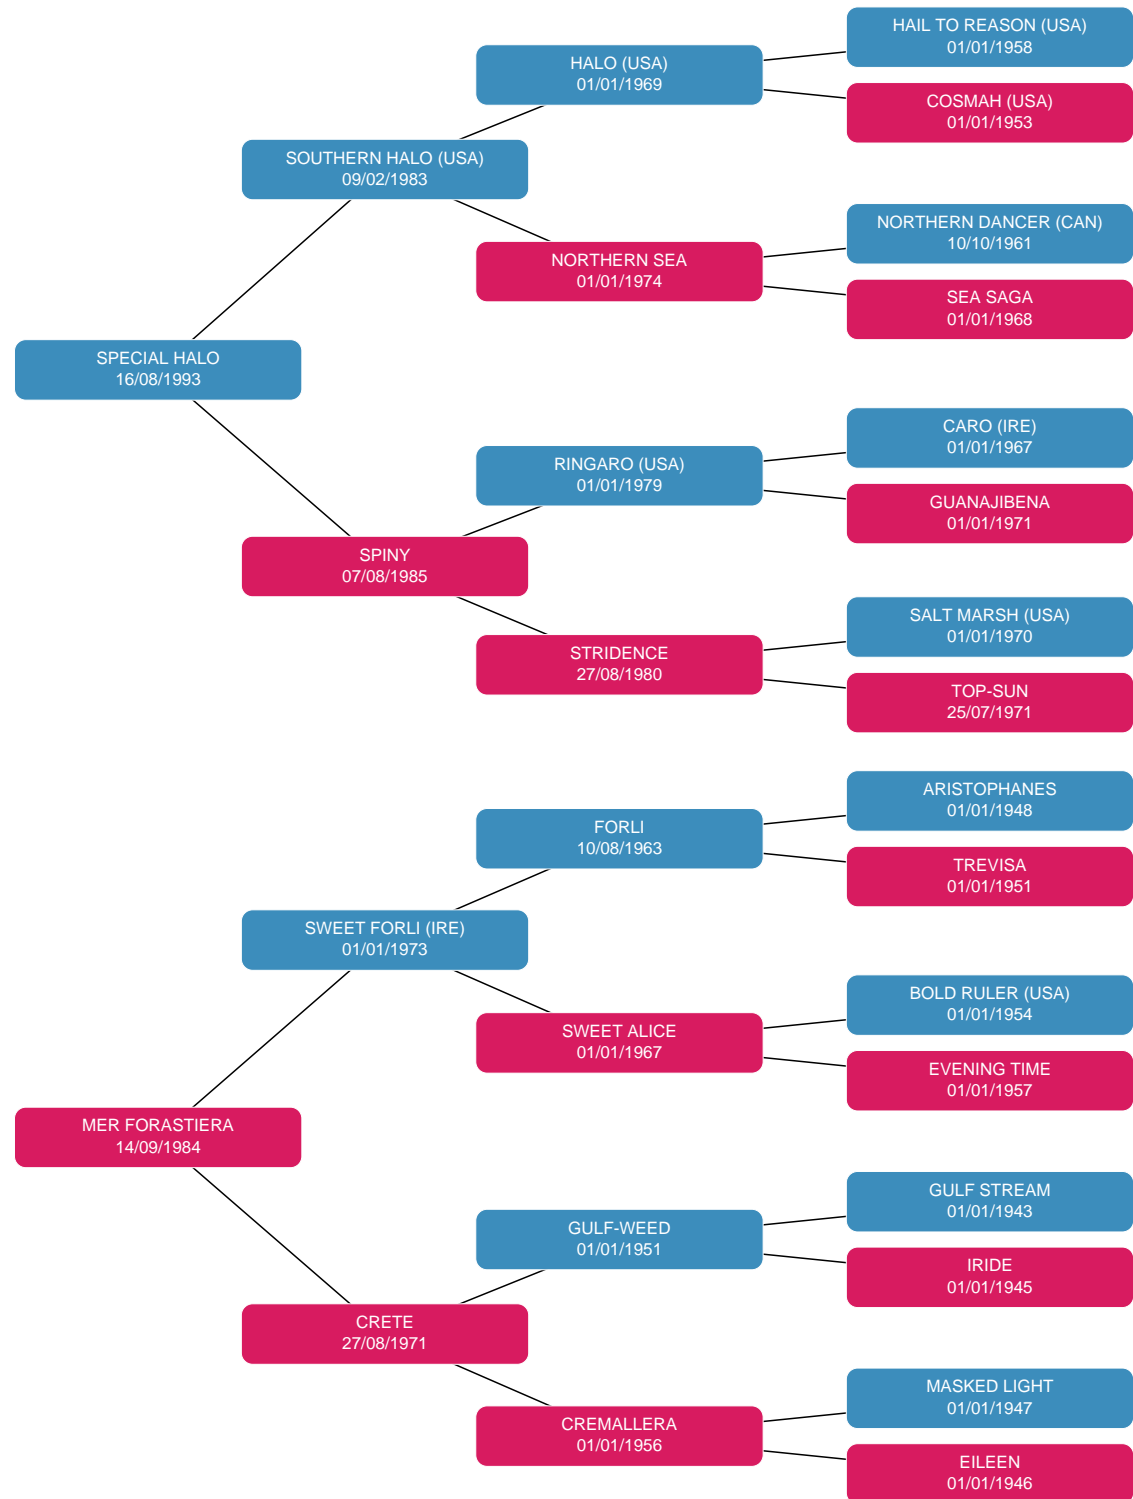 HAIL TO REASON (USA)
01/01/1958
HALO (USA)
01/01/1969
COSMAH (USA)
01/01/1953
SOUTHERN HALO (USA)
09/02/1983
NORTHERN DANCER (CAN)
10/10/1961
NORTHERN SEA
01/01/1974
SEA SAGA
01/01/1968
SPECIAL HALO
16/08/1993
CARO (IRE)
01/01/1967
RINGARO (USA)
01/01/1979
GUANAJIBENA
01/01/1971
SPINY
07/08/1985
SALT MARSH (USA)
01/01/1970
STRIDENCE
27/08/1980
TOP-SUN
25/07/1971
ARISTOPHANES
01/01/1948
FORLI
10/08/1963
TREVISA
01/01/1951
SWEET FORLI (IRE)
01/01/1973
BOLD RULER (USA)
01/01/1954
SWEET ALICE
01/01/1967
EVENING TIME
01/01/1957
MER FORASTIERA
14/09/1984
GULF STREAM
01/01/1943
GULF-WEED
01/01/1951
IRIDE
01/01/1945
CRETE
27/08/1971
MASKED LIGHT
01/01/1947
CREMALLERA
01/01/1956
EILEEN
01/01/1946